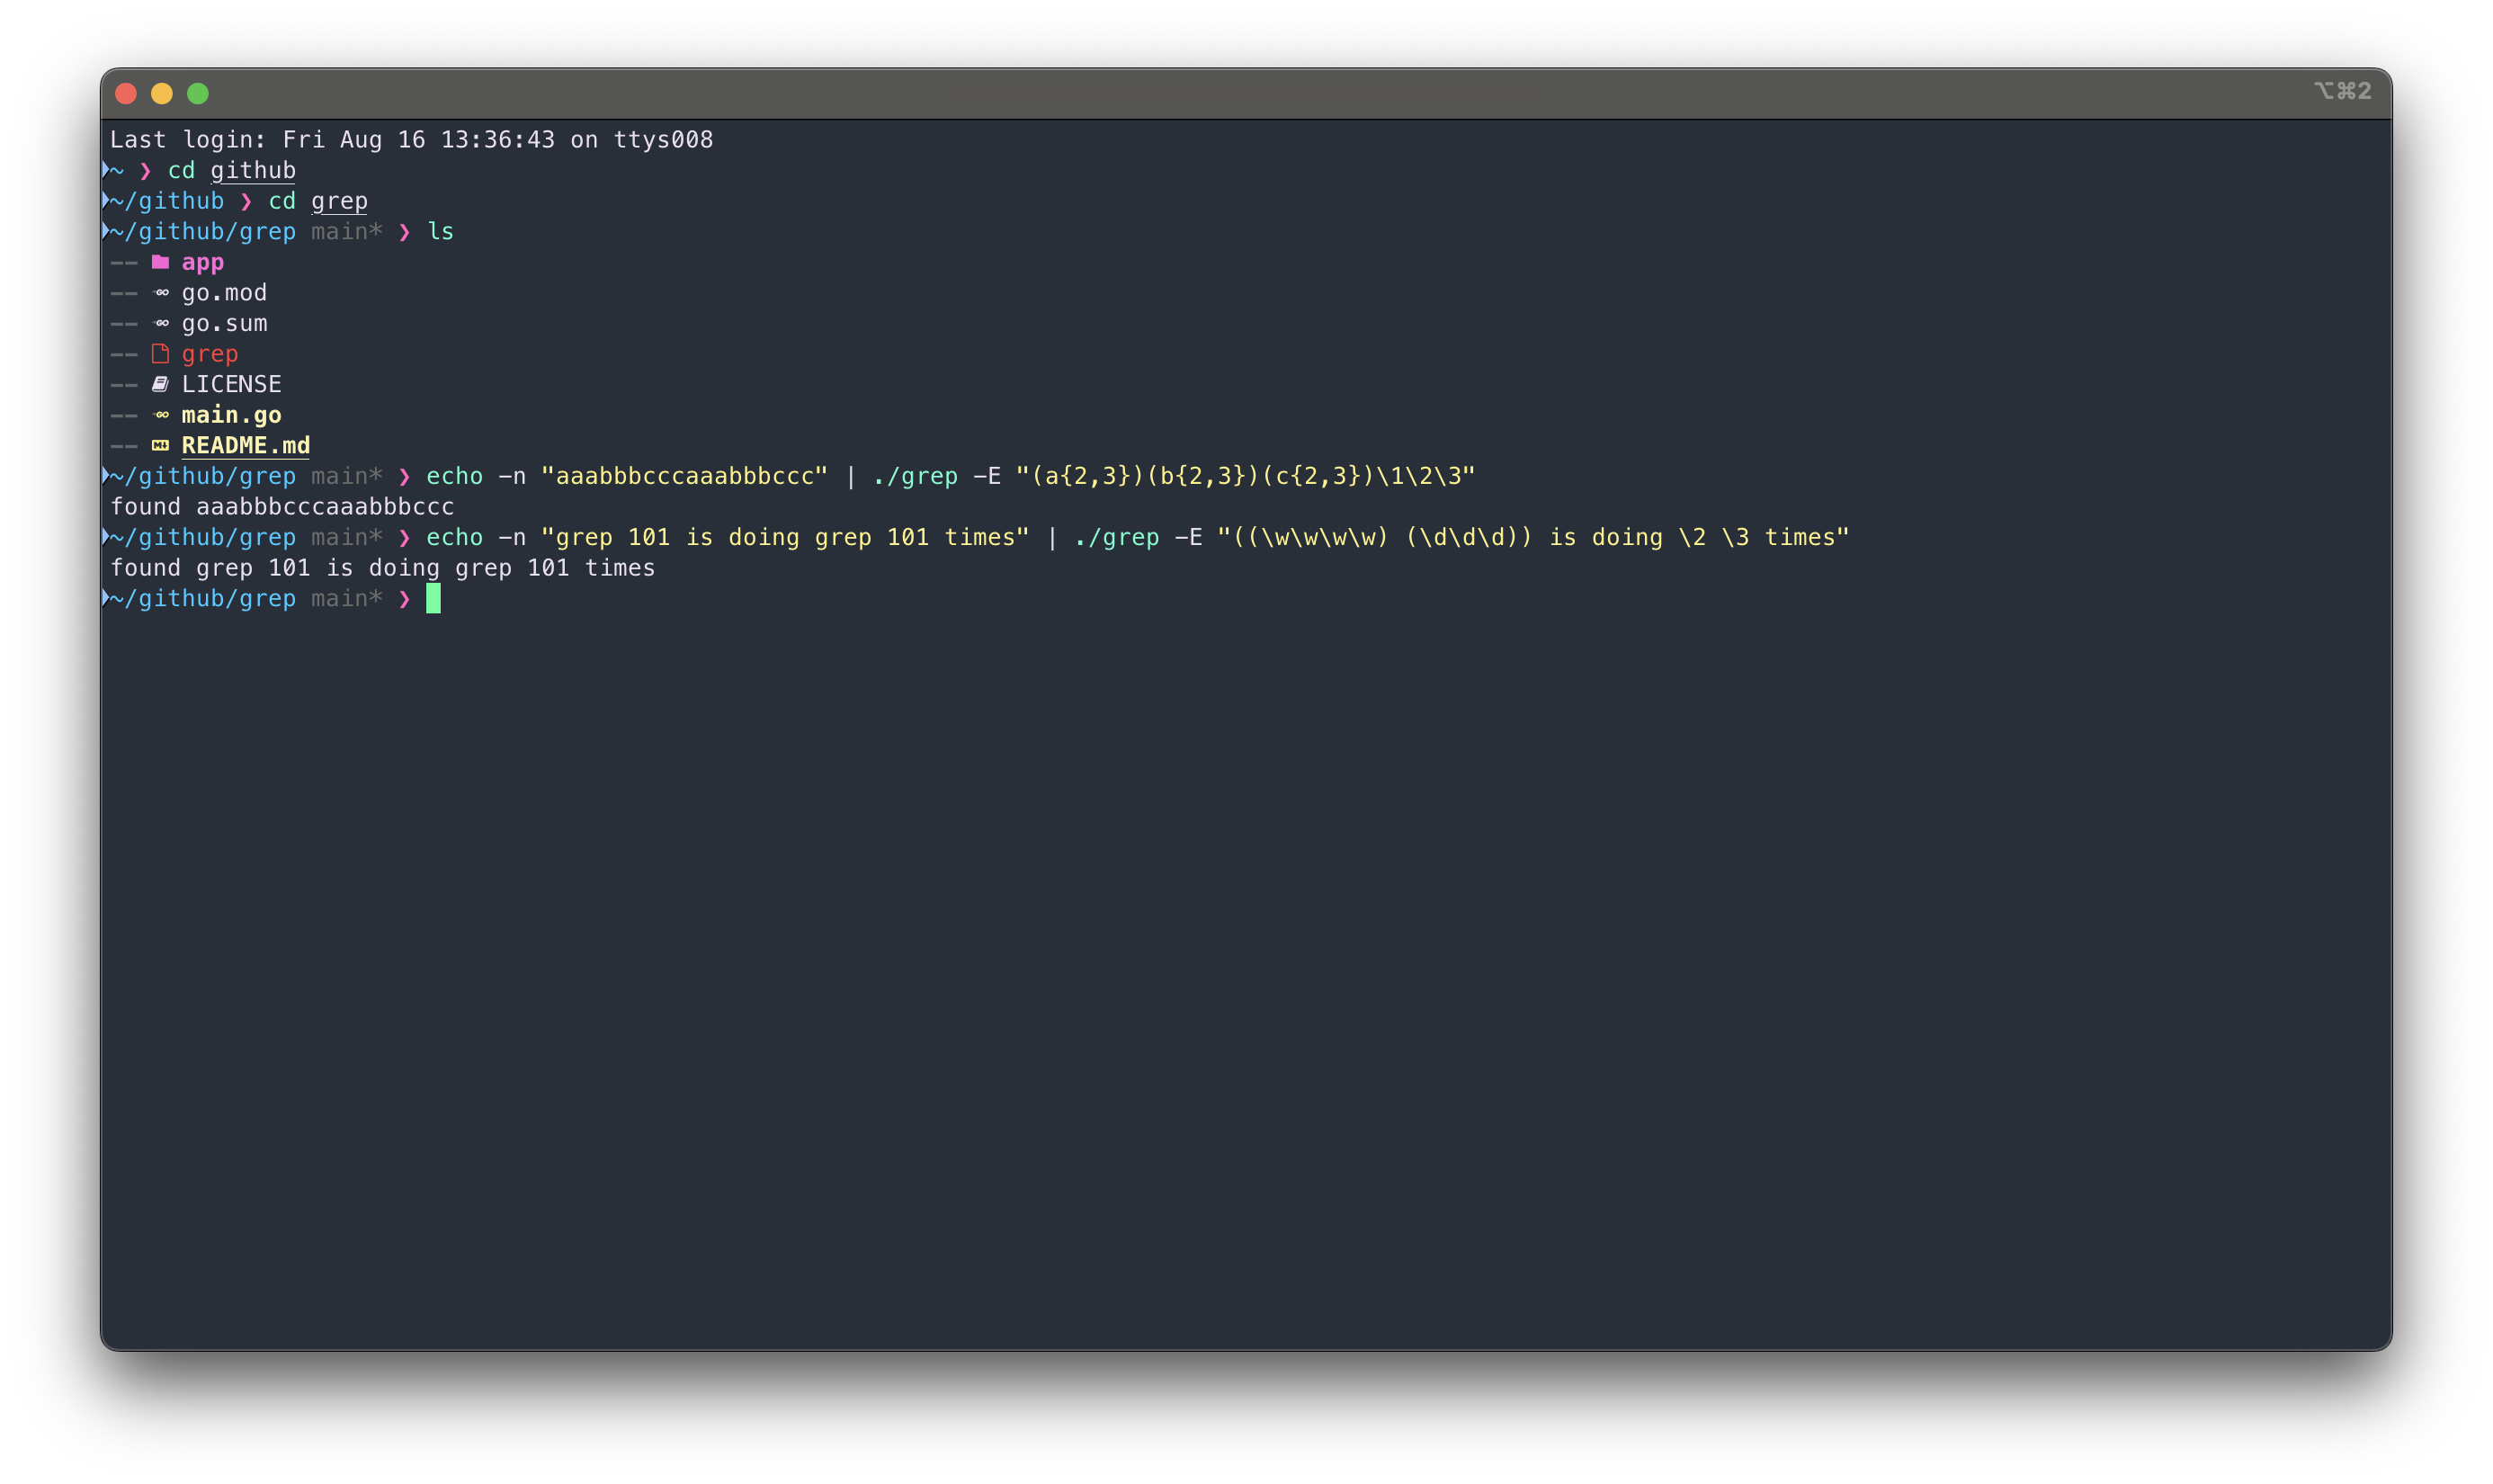 ⌥⌘2
Last login: Fri Aug 16 13:36:43 on ttys008
~ ❯ cd github
~/github ❯ cd grep
~/github/grep main* ❯ ls
-- app
-- go.mod
-- go.sum
-- grep
-- LICENSE
-- main.go
-- README.md
~/github/grep main* ❯ echo -n "aaabbbcccaaabbbccc" | ./grep -E "(a{2,3})(b{2,3})(c{2,3})\1\2\3"
found aaabbbcccaaabbbccc
~/github/grep main* ❯ echo -n "grep 101 is doing grep 101 times" | ./grep -E "((\w\w\w\w) (\d\d\d)) is doing \2 \3 times"
found grep 101 is doing grep 101 times
~/github/grep main* ❯